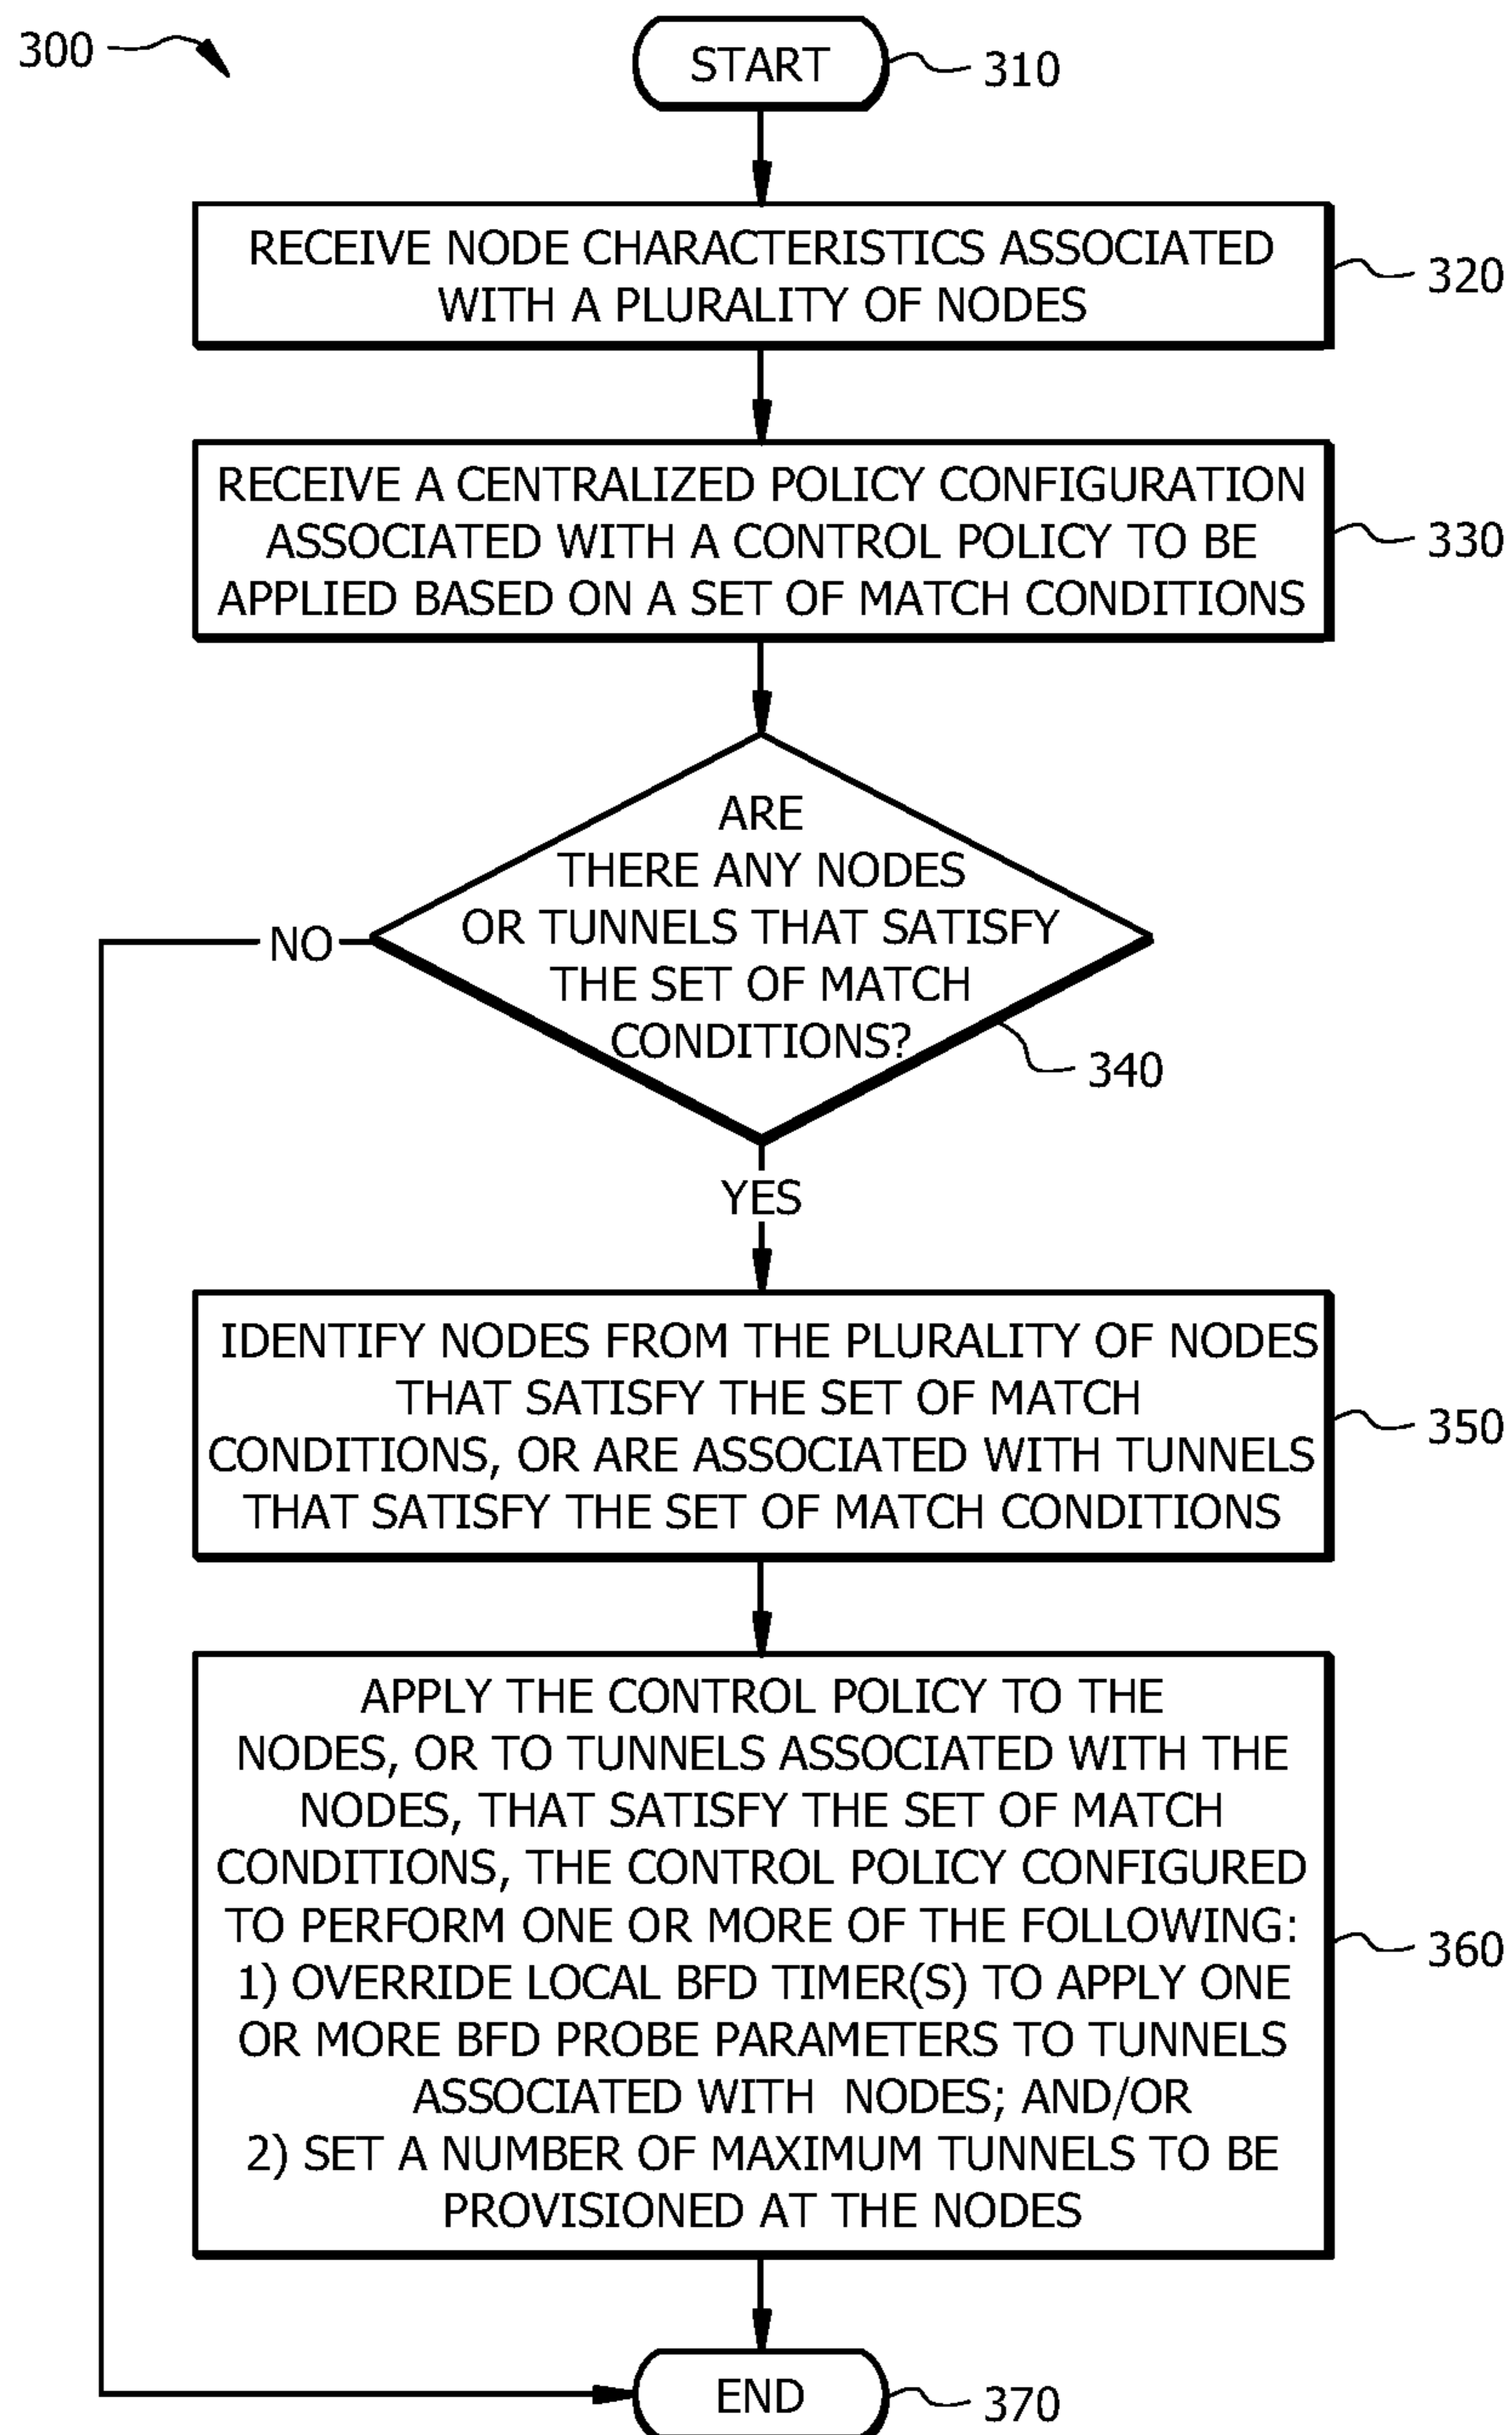 300
START
310
RECEIVE NODE CHARACTERISTICS ASSOCIATED
WITH A PLURALITY OF NODES
320
RECEIVE A CENTRALIZED POLICY CONFIGURATION
ASSOCIATED WITH A CONTROL POLICY TO BE
APPLIED BASED ON A SET OF MATCH CONDITIONS
330
ARE
THERE ANY NODES
OR TUNNELS THAT SATISFY
THE SET OF MATCH
CONDITIONS?
NO
340
YES
IDENTIFY NODES FROM THE PLURALITY OF NODES
THAT SATISFY THE SET OF MATCH
CONDITIONS, OR ARE ASSOCIATED WITH TUNNELS
THAT SATISFY THE SET OF MATCH CONDITIONS
350
APPLY THE CONTROL POLICY TO THE
NODES, OR TO TUNNELS ASSOCIATED WITH THE
NODES, THAT SATISFY THE SET OF MATCH
CONDITIONS, THE CONTROL POLICY CONFIGURED
TO PERFORM ONE OR MORE OF THE FOLLOWING:
1) OVERRIDE LOCAL BFD TIMER(S) TO APPLY ONE
OR MORE BFD PROBE PARAMETERS TO TUNNELS
ASSOCIATED WITH NODES; AND/OR
2) SET A NUMBER OF MAXIMUM TUNNELS TO BE
PROVISIONED AT THE NODES
360
END
370